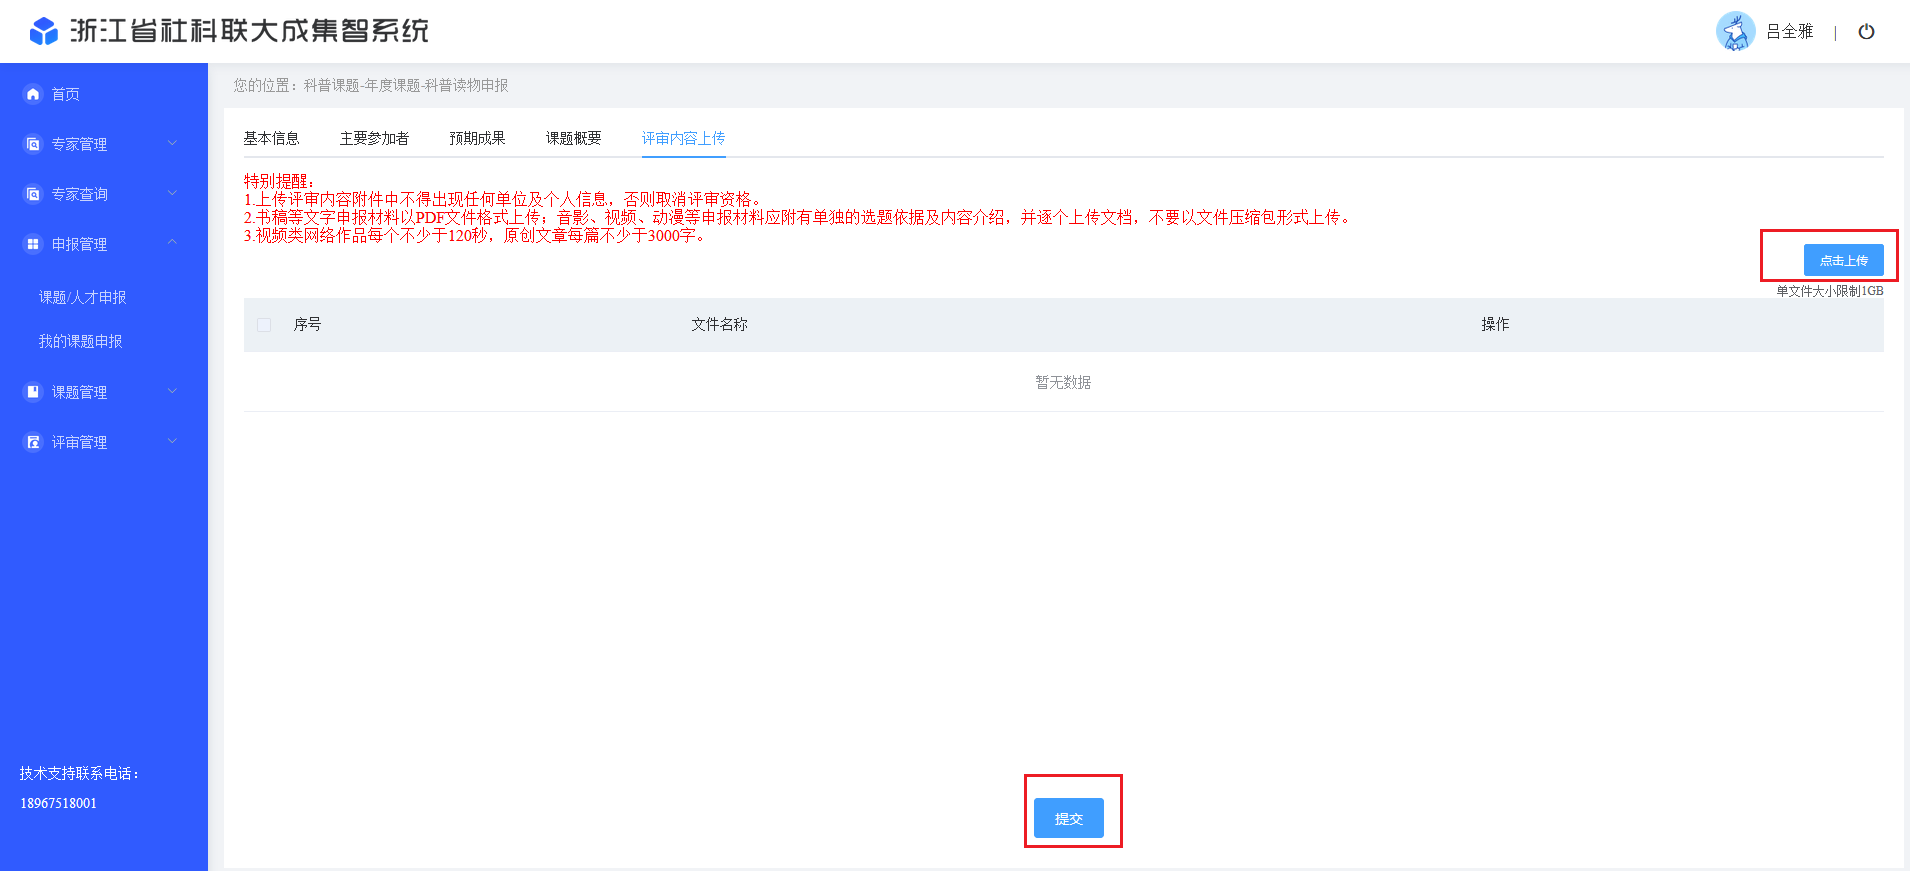 浙江省社科联大成集智系统
吕全雅
首页
专家管理
专家查询
申报管理
课题/人才申报
我的课题申报
课题管理
评审管理
技术支持联系电话：
18967518001
您的位置：科普课题-年度课题-科普读物申报
基本信息 主要参加者 预期成果 课题概要 评审内容上传
特别提醒：
1.上传评审内容附件中不得出现任何单位及个人信息，否则取消评审资格。
2.书稿等文字申报材料以PDF文件格式上传；音影、视频、动漫等申报材料应附有单独的选题依据及内容介绍，并逐个上传文档，不要以文件压缩包形式上传。
3.视频类网络作品每个不少于120秒，原创文章每篇不少于3000字。
点击上传
单文件大小限制1GB
序号 文件名称 操作
暂无数据
提交